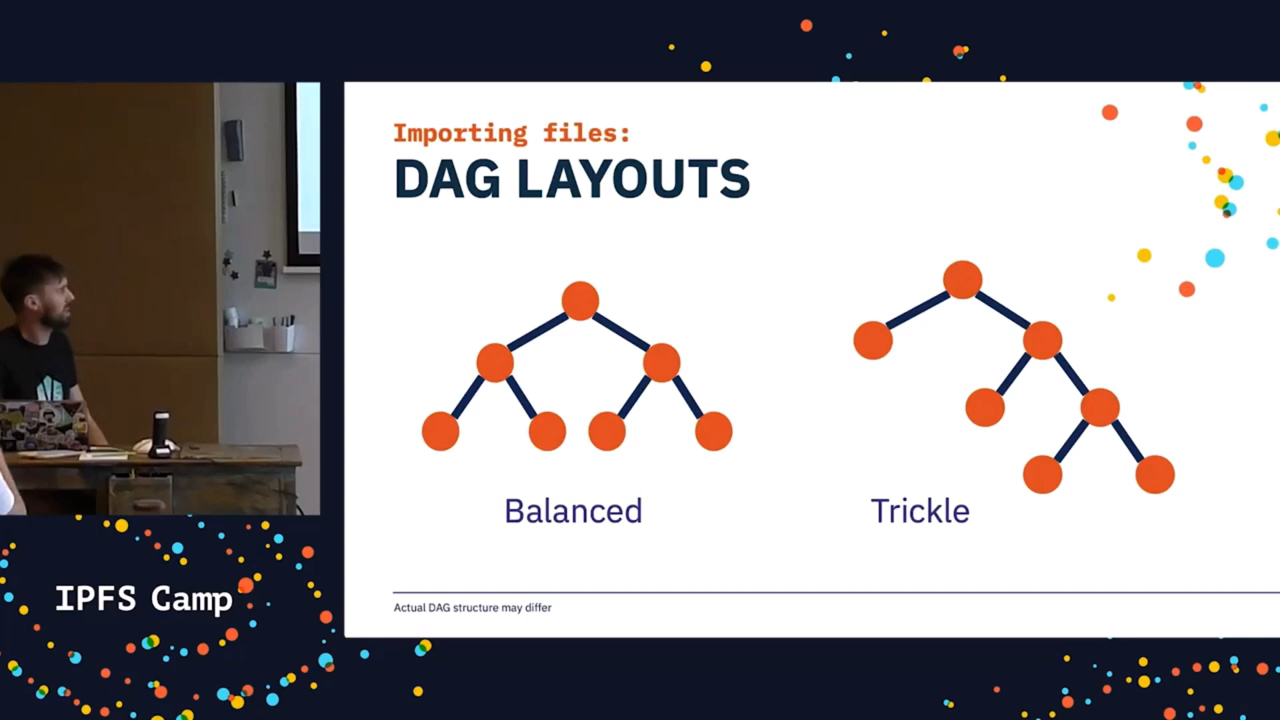 Importing files:
DAG LAYOUTS
Balanced
Trickle
Actual DAG structure may differ
IPFS Camp